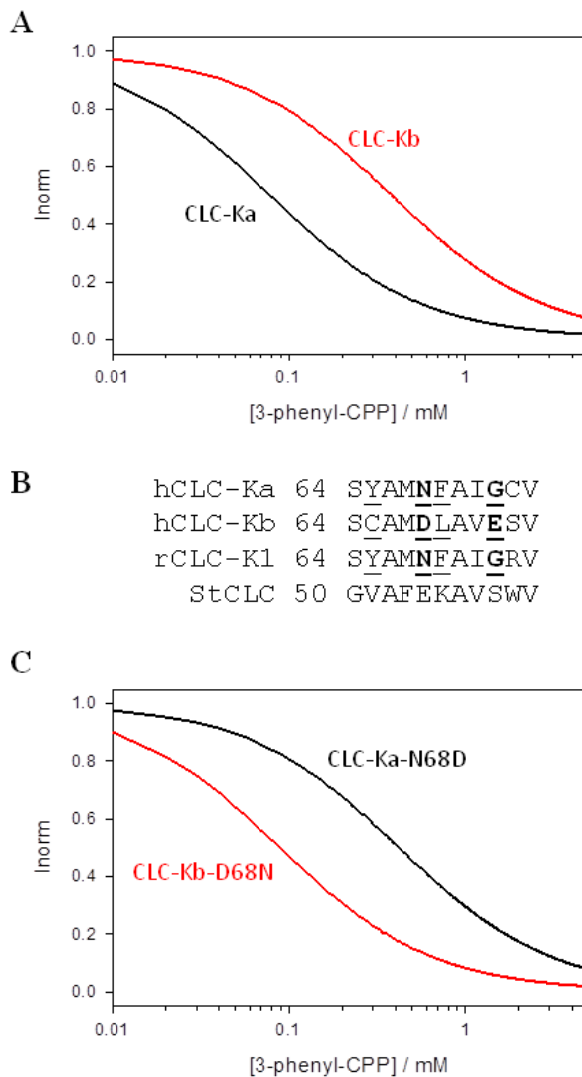 A
1.0
0.8
0.6
0.4
0.2
0.0
Inorm
CLC-Kb
CLC-Ka
0.01
0.1
1
[3-phenyl-CPP] / mM
B
hCLC-Ka 64 SYAMNFAIGCV
hCLC-Kb 64 SCAMDLAVESV
rCLC-K1 64 SYAMNFAIGRV
StCLC 50 GVAFEKAVSWV
C
1.0
0.8
0.6
0.4
0.2
0.0
Inorm
CLC-Ka-N68D
CLC-Kb-D68N
0.01
0.1
1
[3-phenyl-CPP] / mM